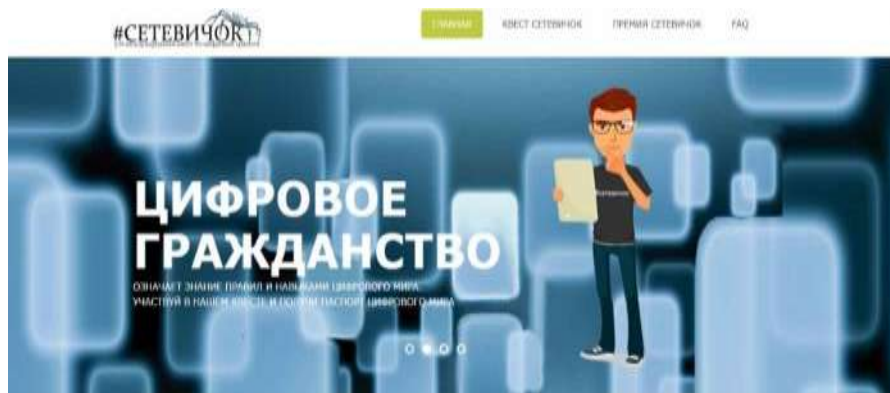 #СЕТЕВИЧОК
ГЛАВНАЯ
КВЕСТ СЕТЕВИЧОК
ПРЕМИЯ СЕТЕВИЧОК
FAQ
ЦИФРОВОЕ
ГРАЖДАНСТВО
ОЗНАЧАЕТ ЗНАНИЕ ПРАВИЛ И НАВЫКАМИ ЦИФРОВОГО МИРА
УЧАСТВУЙ В НАШЕМ КВЕСТЕ И ПОЛУЧИ ПАСПОРТ ЦИФРОВОГО МИРА